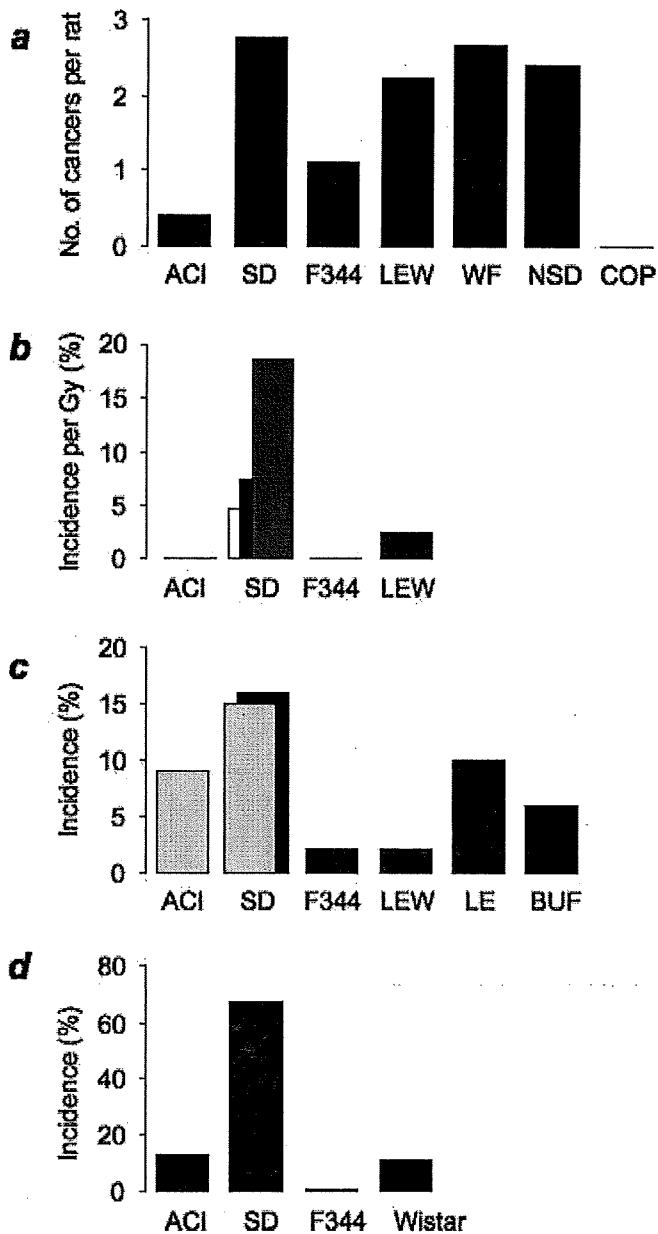 a
No. of cancers per rat
3
2
1
0
ACI SD F344 LEW WF NSD COP
b
Incidence per Gy (%)
20
15
10
5
0
ACI SD F344 LEW
c
Incidence (%)
20
15
10
5
0
ACI SD F344 LEW LE BUF
d
Incidence (%)
80
60
40
20
0
ACI SD F344 Wistar